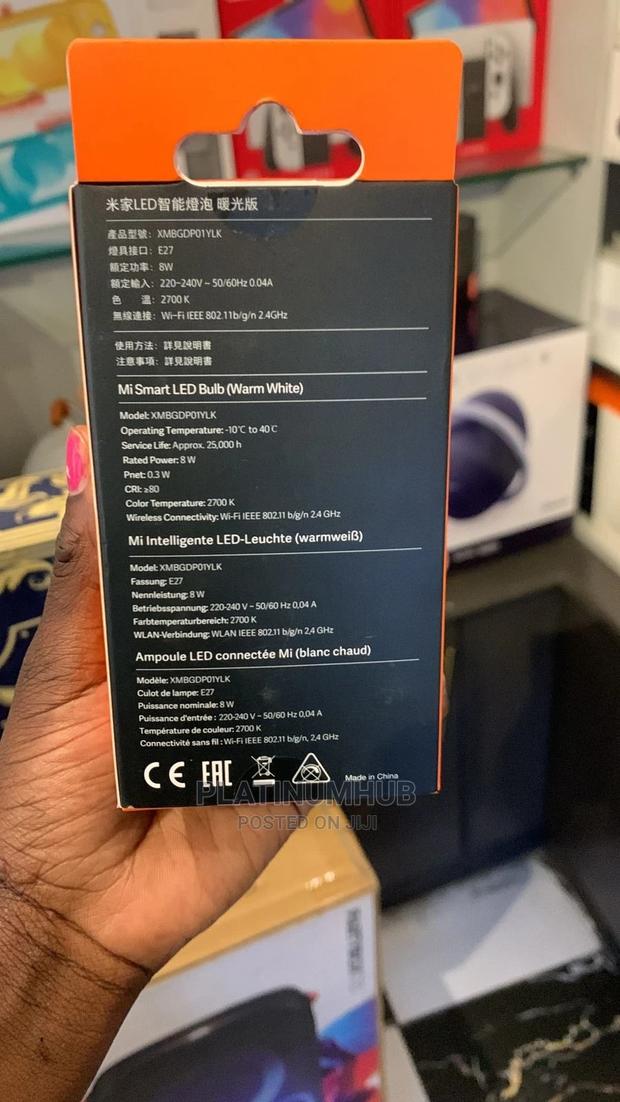 米家LED智能燈泡 暖光版
產品型號：XMBGDP01YLK
燈具接口：E27
額定功率：8W
額定輸入：220-240V ~ 50/60Hz 0.04A
色 溫：2700 K
無線連接：Wi-Fi IEEE 802.11b/g/n 2.4GHz
使用方法：詳見說明書
注意事項：詳見說明書
Mi Smart LED Bulb (Warm White)
Model: XMBGDP01YLK
Operating Temperature: -10℃ to 40℃
Service Life: Approx. 25,000 h
Rated Power: 8 W
Pnet: 0.3 W
CRI: ≥80
Color Temperature: 2700 K
Wireless Connectivity: Wi-Fi IEEE 802.11 b/g/n 2.4 GHz
Mi Intelligente LED-Leuchte (warmweiß)
Model: XMBGDP01YLK
Fassung: E27
Nennleistung: 8 W
Betriebsspannung: 220-240 V ~ 50/60 Hz 0,04 A
Farbtemperaturbereich: 2700 K
WLAN-Verbindung: WLAN IEEE 802.11 b/g/n 2,4 GHz
Ampoule LED connectée Mi (blanc chaud)
Modèle: XMBGDP01YLK
Culot de lampe: E27
Puissance nominale: 8 W
Puissance d'entrée : 220-240 V ~ 50/60 Hz 0,04 A
Température de couleur: 2700 K
Connectivité sans fil : Wi-Fi IEEE 802.11 b/g/n, 2,4 GHz
CE EAC
Made in China
PLATINUMHUB
POSTED ON JIJI